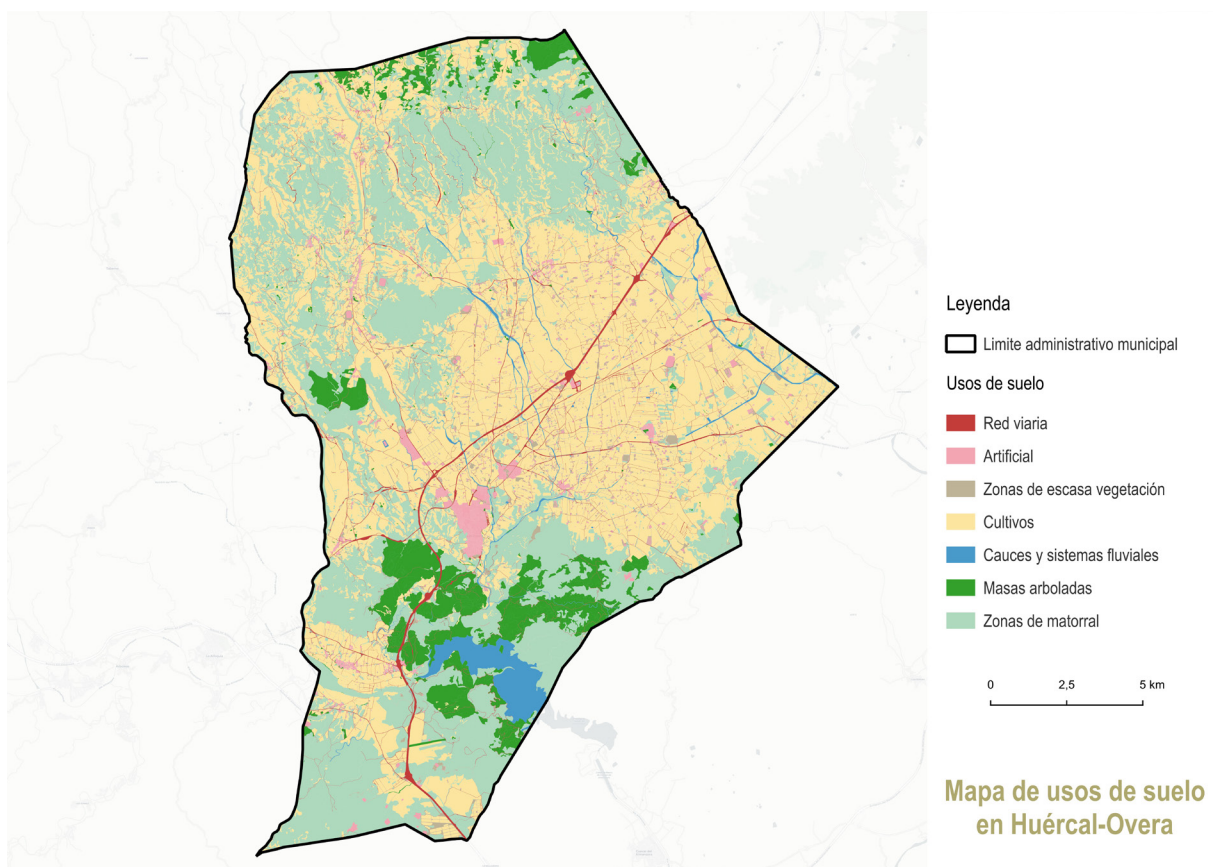 Leyenda
Limite administrativo municipal
Usos de suelo
Red viaria
Artificial
Zonas de escasa vegetación
Cultivos
Cauces y sistemas fluviales
Masas arboladas
Zonas de matorral
0 2,5 5 km
Mapa de usos de suelo
en Huércal-Overa